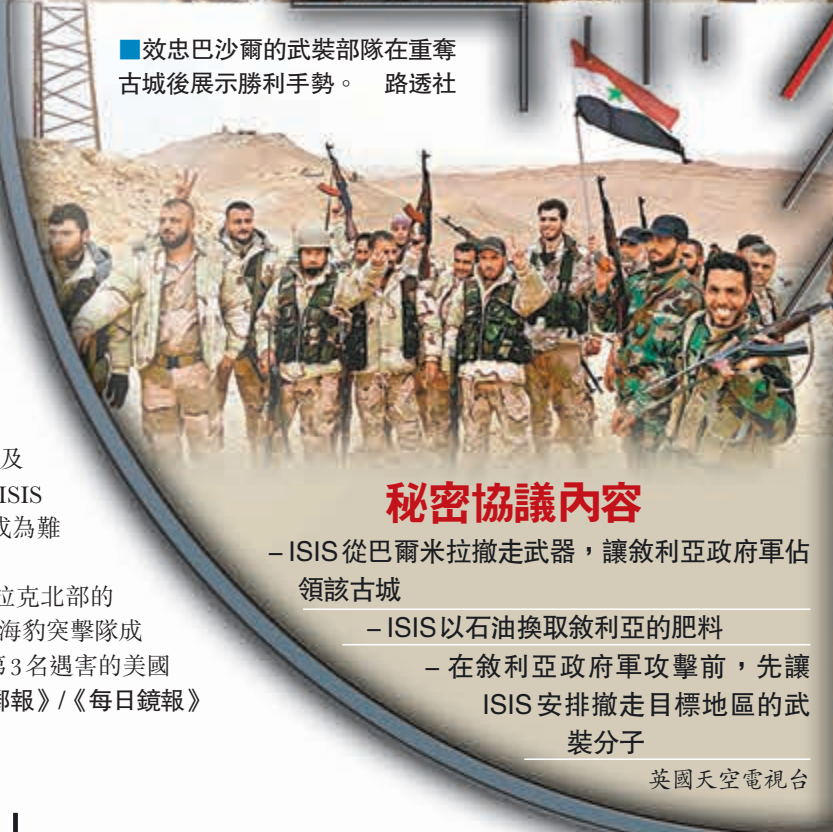 ■效忠巴沙爾的武裝部隊在重奪
古城後展示勝利手勢。 路透社
及
ISIS
成為難
拉克北部的
海豹突擊隊成
第3名遇害的美國
郵報》/《每日鏡報》
秘密協議內容
– ISIS從巴爾米拉撤走武器，讓敘利亞政府軍佔
領該古城
– ISIS以石油換取敘利亞的肥料
– 在敘利亞政府軍攻擊前，先讓
ISIS安排撤走目標地區的武
裝分子
英國天空電視台